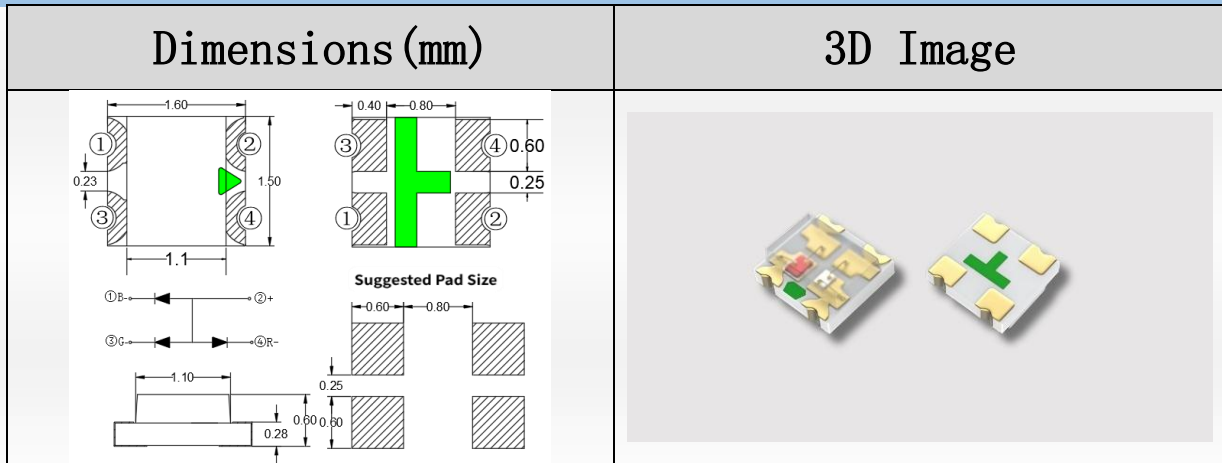 Dimensions(mm)
3D Image
1.60
① ②
0.23
1.50
③ ④
1.1
0.40 0.80
③ ④ 0.60
0.25
① ②
①B- ②+
③G- ④R-
1.10
0.60
0.28
Suggested Pad Size
0.60 0.80
0.25
0.60